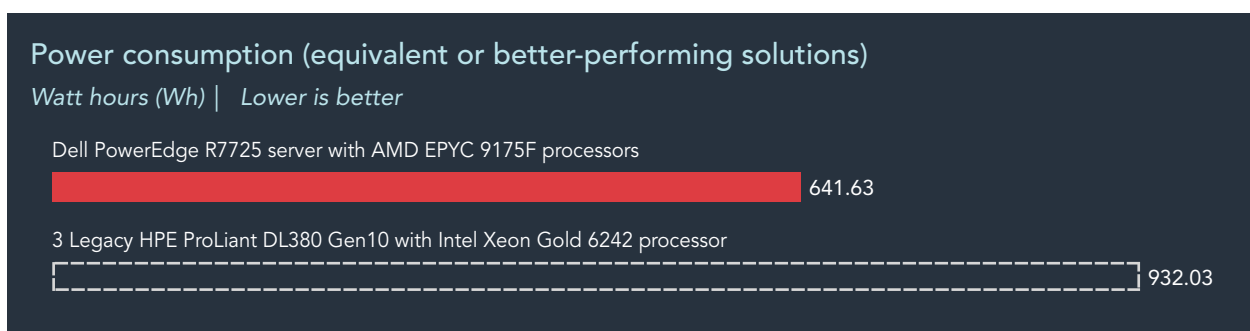 Power consumption (equivalent or better-performing solutions)
Watt hours (Wh) | Lower is better
Dell PowerEdge R7725 server with AMD EPYC 9175F processors
641.63
3 Legacy HPE ProLiant DL380 Gen10 with Intel Xeon Gold 6242 processor
932.03